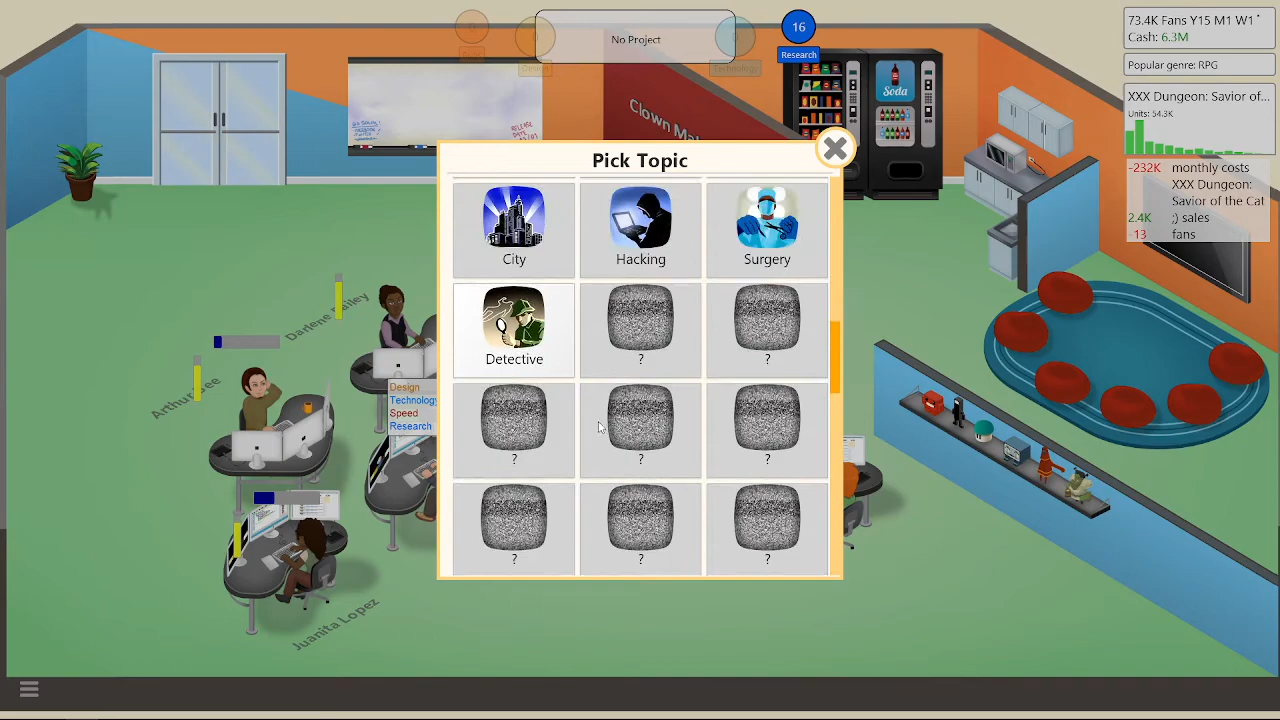 No Project
16
Research
73.4K Fans Y15 M1 W1
Cash: 6.3M
Popular genre: RPG
XXX Dungeon: Savior of...
Units: 54.3K
-232K monthly costs
XXX Dungeon:
Savior of the Cat
2.4K ;) sales
-13 fans
Soda
Clown Ma
RELEASE
DATE
Pick Topic
City
Hacking
Surgery
Detective
?
?
?
?
?
?
?
?
Design
Technology
Speed
Research
Juanita Lopez